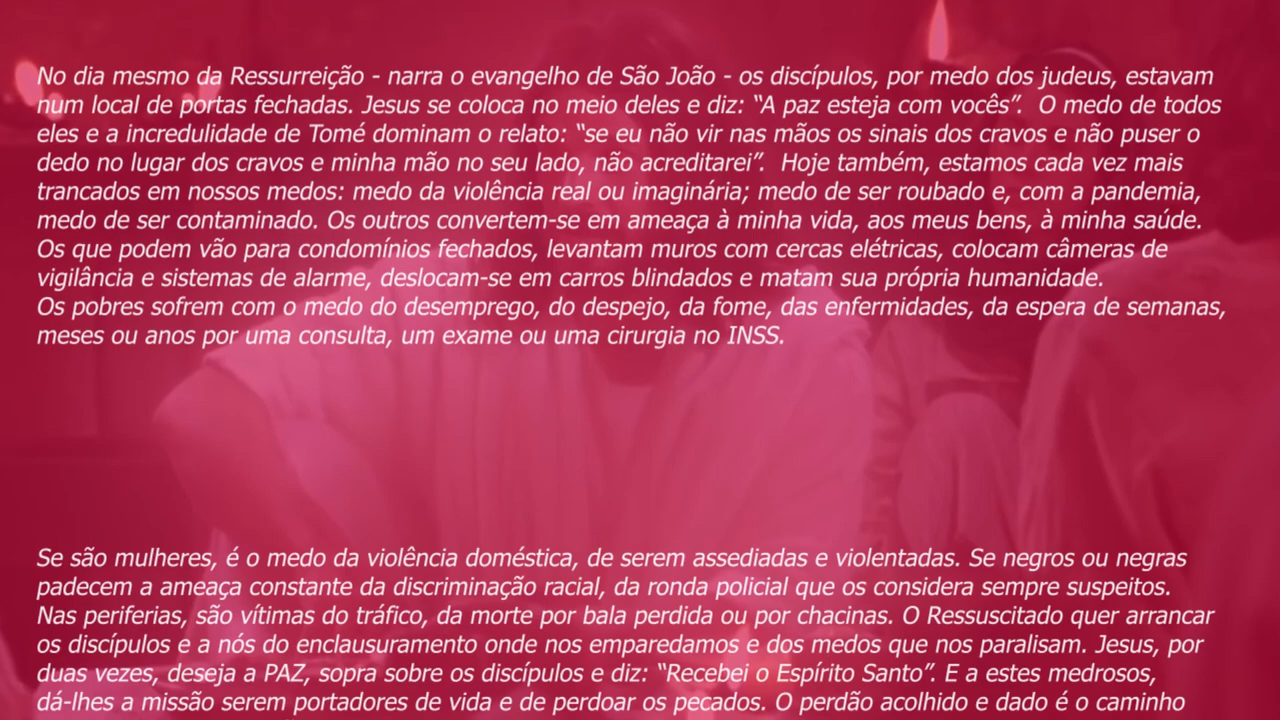 No dia mesmo da Ressurreição - narra o evangelho de São João - os discípulos, por medo dos judeus, estavam
num local de portas fechadas. Jesus se coloca no meio deles e diz: “A paz esteja com vocês”.  O medo de todos
eles e a incredulidade de Tomé dominam o relato: “se eu não vir nas mãos os sinais dos cravos e não puser o
dedo no lugar dos cravos e minha mão no seu lado, não acreditarei”.  Hoje também, estamos cada vez mais
trancados em nossos medos: medo da violência real ou imaginária; medo de ser roubado e, com a pandemia,
medo de ser contaminado. Os outros convertem-se em ameaça à minha vida, aos meus bens, à minha saúde.
Os que podem vão para condomínios fechados, levantam muros com cercas elétricas, colocam câmeras de
vigilância e sistemas de alarme, deslocam-se em carros blindados e matam sua própria humanidade.
Os pobres sofrem com o medo do desemprego, do despejo, da fome, das enfermidades, da espera de semanas,
meses ou anos por uma consulta, um exame ou uma cirurgia no INSS.
Se são mulheres, é o medo da violência doméstica, de serem assediadas e violentadas. Se negros ou negras
padecem a ameaça constante da discriminação racial, da ronda policial que os considera sempre suspeitos.
Nas periferias, são vítimas do tráfico, da morte por bala perdida ou por chacinas. O Ressuscitado quer arrancar
os discípulos e a nós do enclausuramento onde nos emparedamos e dos medos que nos paralisam. Jesus, por
duas vezes, deseja a PAZ, sopra sobre os discípulos e diz: “Recebei o Espírito Santo”. E a estes medrosos,
dá-lhes a missão serem portadores de vida e de perdoar os pecados. O perdão acolhido e dado é o caminho